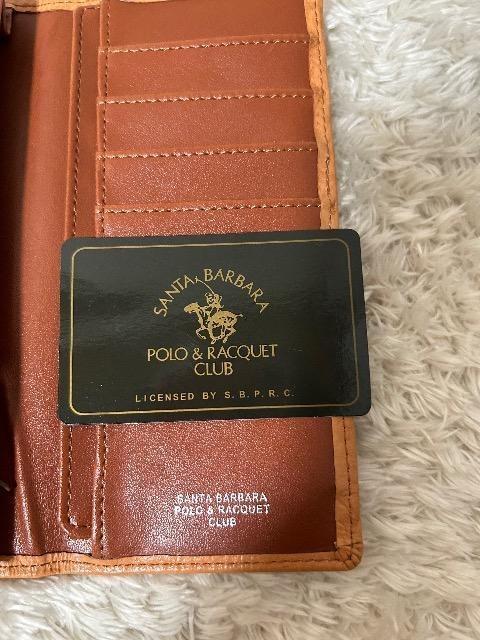 SANTA BARBARA
POLO & RACQUET
CLUB
LICENSED BY S.B.P.R.C.
SANTA BARBARA
POLO & RACQUET
CLUB